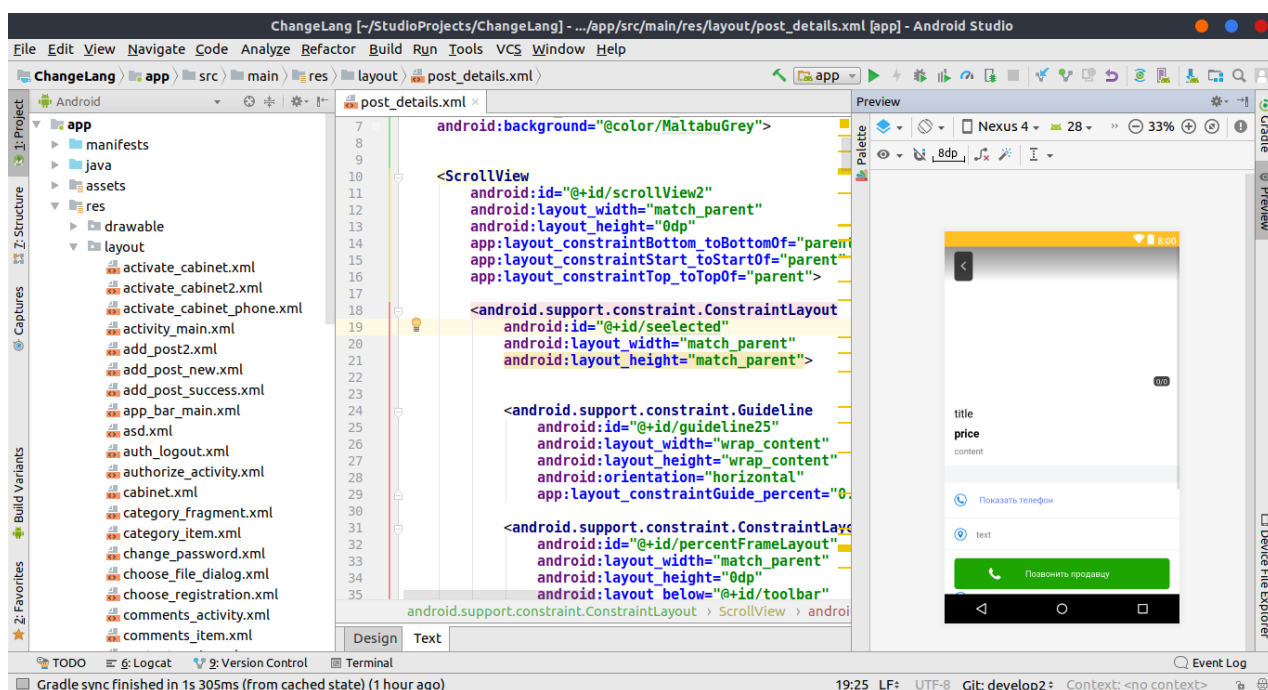 ChangeLang [~/StudioProjects/ChangeLang] - .../app/src/main/res/layout/post_details.xml [app] - Android Studio
File Edit View Navigate Code Analyze Refactor Build Run Tools VCS Window Help
ChangeLang app src main res layout post_details.xml app
1: Project
Z: Structure
Captures
Build Variants
2: Favorites
Android
app
manifests
java
assets
res
drawable
layout
activate_cabinet.xml
activate_cabinet2.xml
activate_cabinet_phone.xml
activity_main.xml
add_post2.xml
add_post_new.xml
add_post_success.xml
app_bar_main.xml
asd.xml
auth_logout.xml
authorize_activity.xml
cabinet.xml
category_fragment.xml
category_item.xml
change_password.xml
choose_file_dialog.xml
choose_registration.xml
comments_activity.xml
comments_item.xml
post_details.xml
7 android:background="@color/MaltabuGrey">
8
9
10 <ScrollView
11 android:id="@+id/scrollView2"
12 android:layout_width="match_parent"
13 android:layout_height="0dp"
14 app:layout_constraintBottom_toBottomOf="paren
15 app:layout_constraintStart_toStartOf="parent"
16 app:layout_constraintTop_toTopOf="parent">
17
18 <android.support.constraint.ConstraintLayout
19 android:id="@+id/seelected"
20 android:layout_width="match_parent"
21 android:layout_height="match_parent">
22
23
24 <android.support.constraint.Guideline
25 android:id="@+id/guideline25"
26 android:layout_width="wrap_content"
27 android:layout_height="wrap_content"
28 android:orientation="horizontal"
29 app:layout_constraintGuide_percent="0.
30
31 <android.support.constraint.ConstraintLayo
32 android:id="@+id/percentFrameLayout"
33 android:layout_width="match_parent"
34 android:layout_height="0dp"
35 android:layout_below="@+id/toolbar"
android.support.constraint.ConstraintLayout › ScrollView › androi
Design Text
Preview
Palette
Nexus 4 28 33%
8dp
8:00
0/0
title
price
content
Показать телефон
text
Позвонить продавцу
Gradle
Preview
Device File Explorer
TODO 6: Logcat 9: Version Control Terminal Event Log
Gradle sync finished in 1s 305ms (from cached state) (1 hour ago) 19:25 LF UTF-8 Git: develop2 Context: <no context>